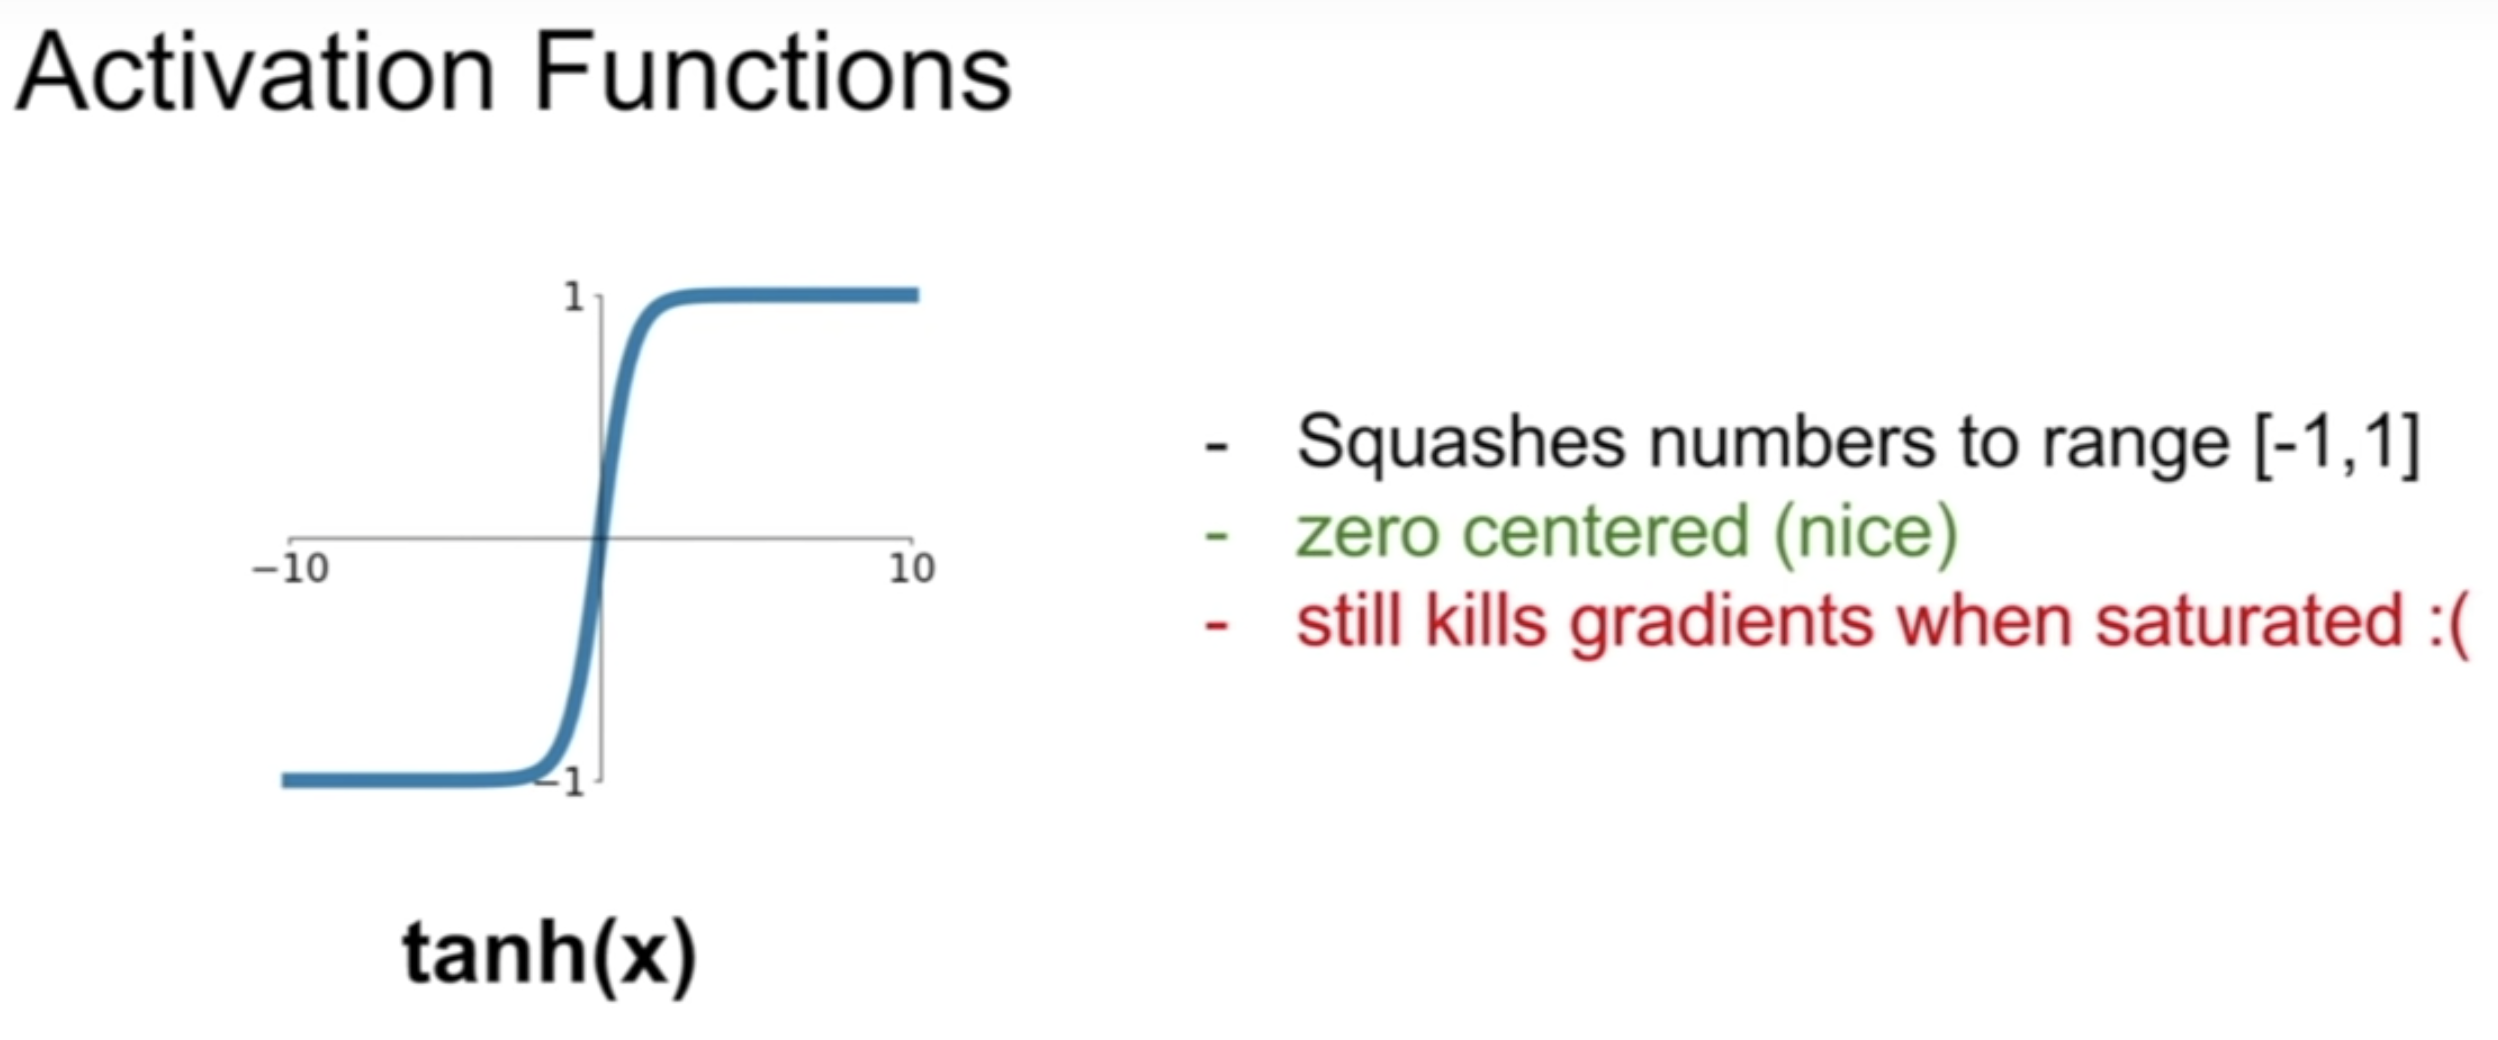 Activation Functions
1
−10
10
−1
tanh(x)
- Squashes numbers to range [-1,1]
- zero centered (nice)
- still kills gradients when saturated :(